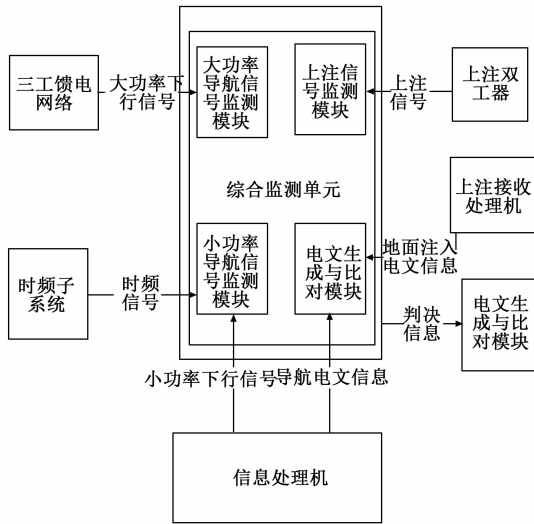 三工馈电
网络
大功率下
行信号
大功率
导航信
号监测
模块
上注信
号监测
模块
上注
信号
上注双
工器
综合监测单元
上注接收
处理机
时频子
系统
时频
信号
小功率
导航信
号监测
模块
电文生
成与比
对模块
地面注入
电文信息
判决
信息
电文生
成与比
对模块
小功率下行信号
导航电文信息
信息处理机